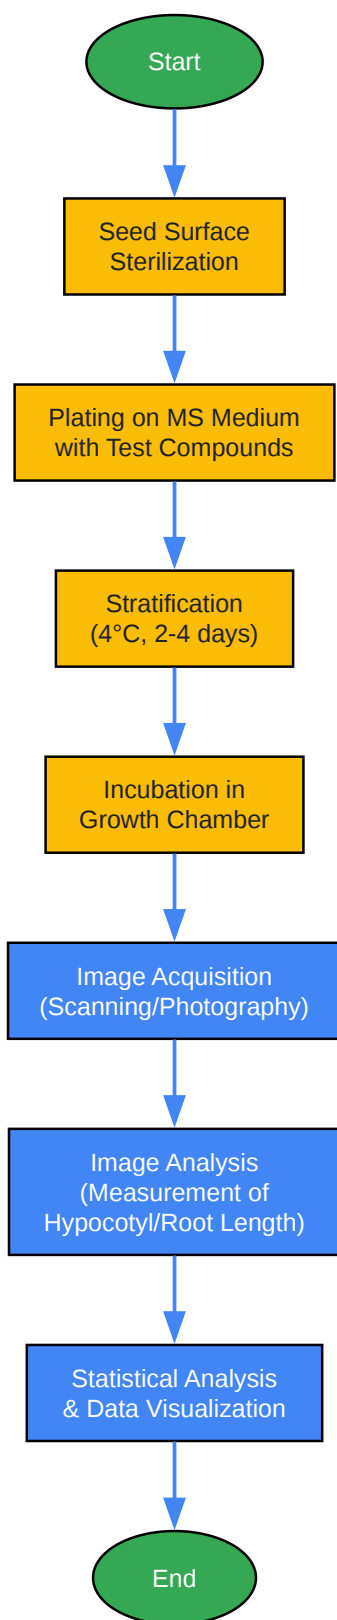 Start
Seed Surface
Sterilization
Plating on MS Medium
with Test Compounds
Stratification
(4°C, 2-4 days)
Incubation in
Growth Chamber
Image Acquisition
(Scanning/Photography)
Image Analysis
(Measurement of
Hypocotyl/Root Length)
Statistical Analysis
& Data Visualization
End